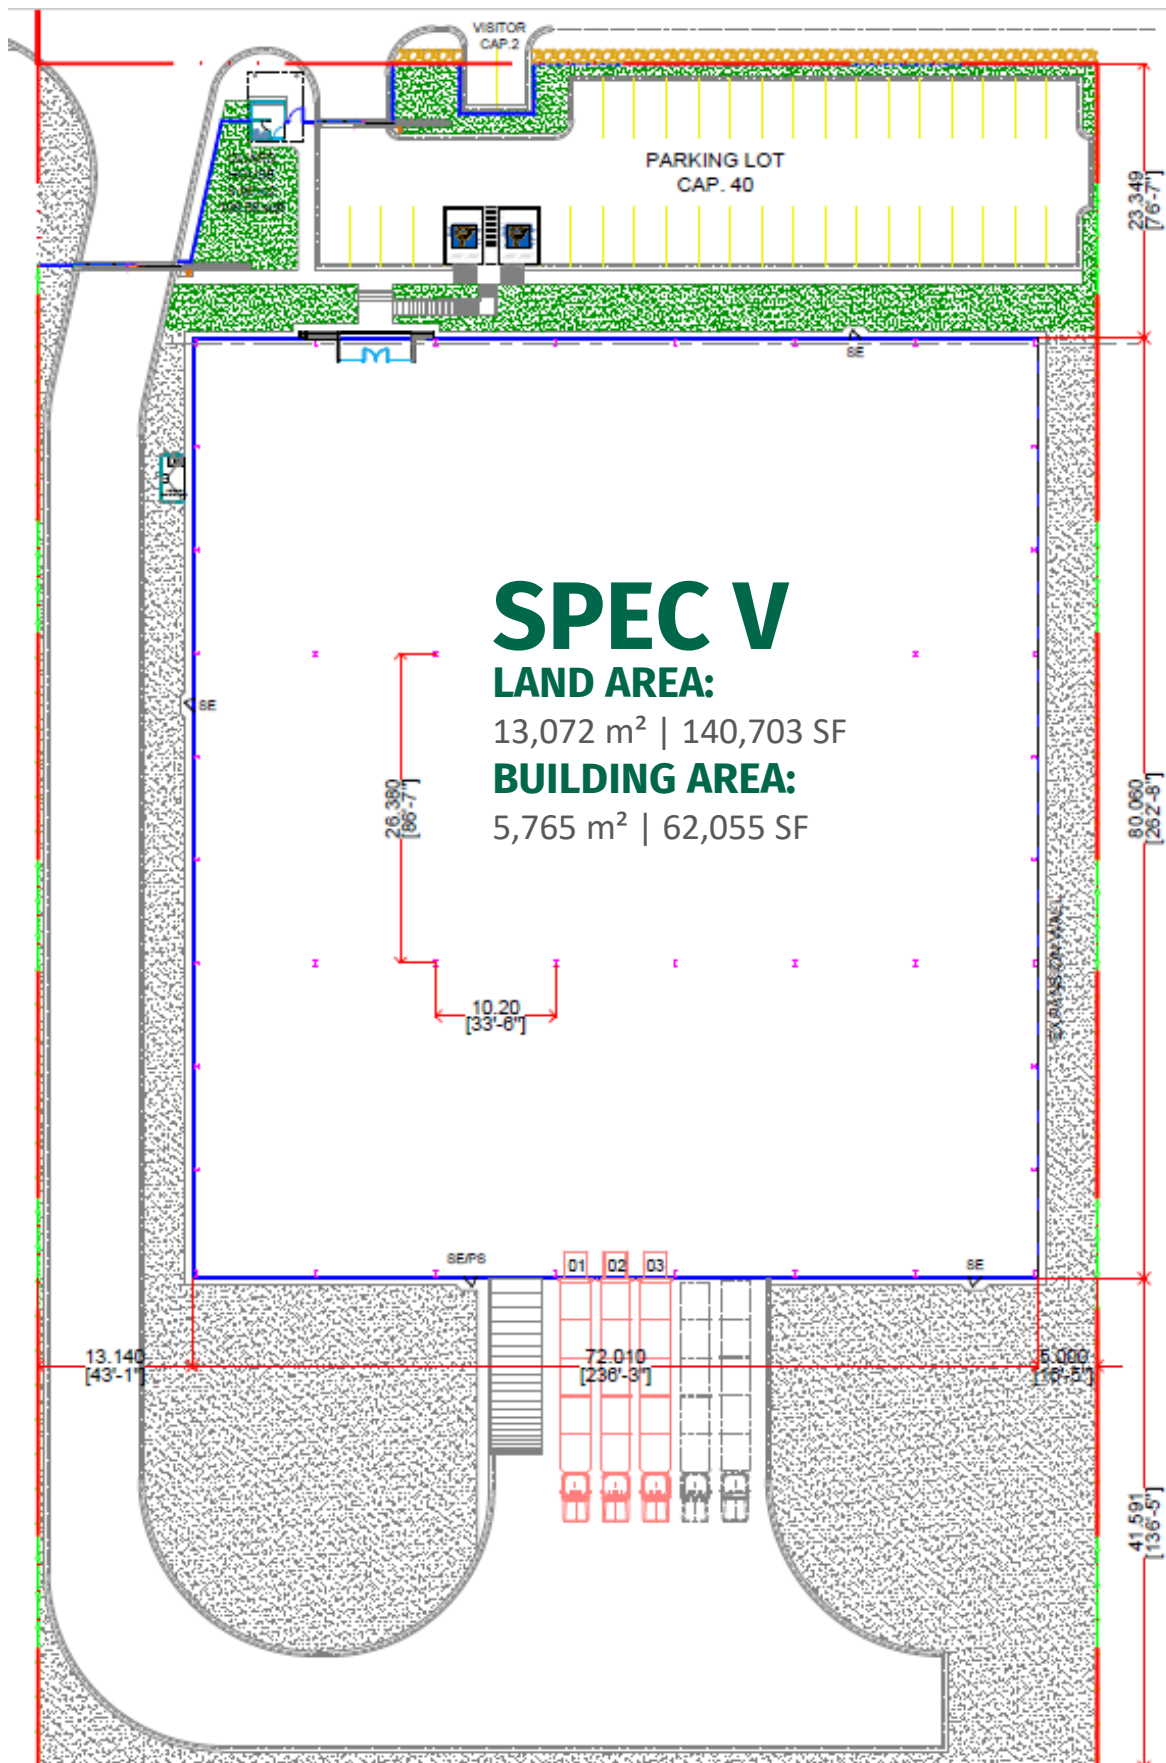 VISITOR
CAP.2
PARKING LOT
CAP. 40
23.349
[76'-7"]
SE
SPEC V
LAND AREA:
13,072 m² | 140,703 SF
SE
BUILDING AREA:
5,765 m² | 62,055 SF
26.380
[86'-7"]
80.060
[262'-8"]
EXPANSION WALL
10.20
[33'-6"]
SE/PS
01
02
03
SE
13.140
[43'-1"]
72.010
[236'-3"]
5.000
[16'-5"]
41.591
[136'-5"]